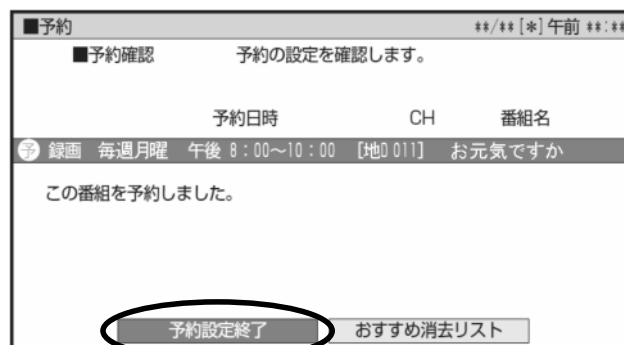 ■予約 **/** [*] 午前 **:**
■予約確認 予約の設定を確認します。
予約日時 CH 番組名
予 録画 毎週月曜 午後 8:00~10:00 [地D 011] お元気ですか
この番組を予約しました。
予約設定終了 おすすめ消去リスト